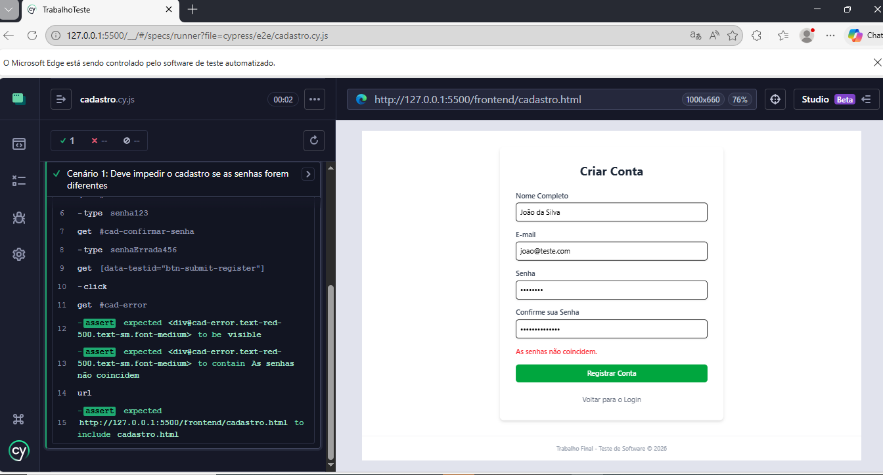 TrabalhoTeste
127.0.0.1:5500/__/#/specs/runner?file=cypress/e2e/cadastro.cy.js
Chat
O Microsoft Edge está sendo controlado pelo software de teste automatizado.
cadastro.cy.js
00:02
http://127.0.0.1:5500/frontend/cadastro.html
1000x660
76%
Studio
Beta
1
--
--
Cenário 1: Deve impedir o cadastro se as senhas forem
diferentes
6 -type senha123
7 get #cad-confirmar-senha
8 -type senhaErrada456
9 get [data-testid="btn-submit-register"]
10 -click
11 get #cad-error
12 -assert expected <div#cad-error.text-red-
500.text-sm.font-medium> to be visible
13 -assert expected <div#cad-error.text-red-
500.text-sm.font-medium> to contain As senhas
não coincidem
14 url
15 -assert expected
http://127.0.0.1:5500/frontend/cadastro.html to
include cadastro.html
cy
Criar Conta
Nome Completo
João da Silva
E-mail
joao@teste.com
Senha
••••••••
Confirme sua Senha
••••••••••••••
As senhas não coincidem.
Registrar Conta
Voltar para o Login
Trabalho Final - Teste de Software © 2026